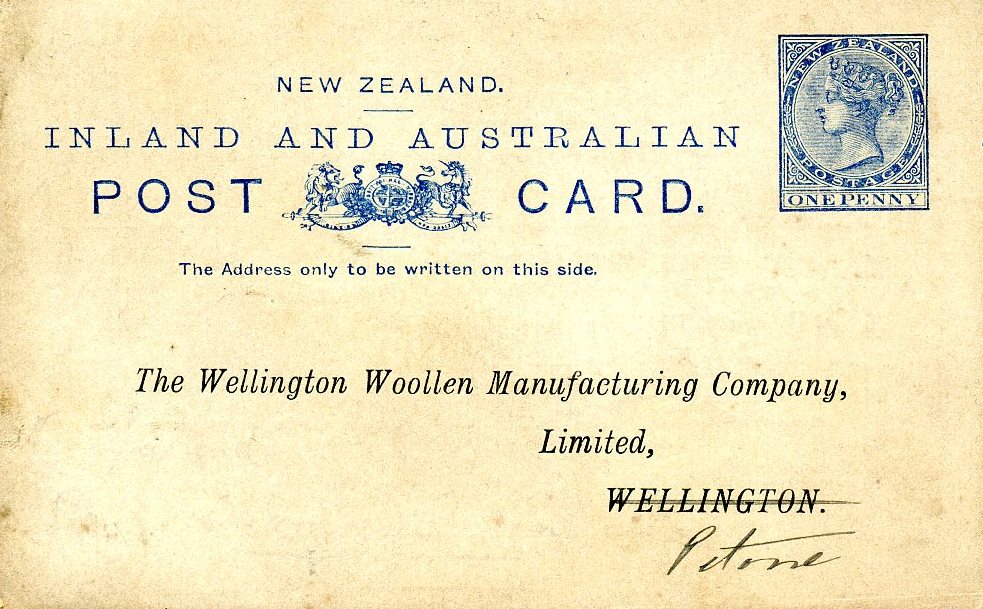 NEW ZEALAND.
INLAND AND AUSTRALIAN
POST CARD.
The Address only to be written on this side.
NEW ZEALAND
POSTAGE
ONE PENNY
The Wellington Woollen Manufacturing Company,
Limited,
WELLINGTON.
Petone